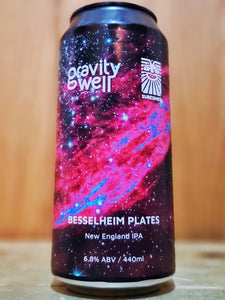 gravity
well
BESSELHEIM PLATES
New England IPA
6.8% ABV / 440ml